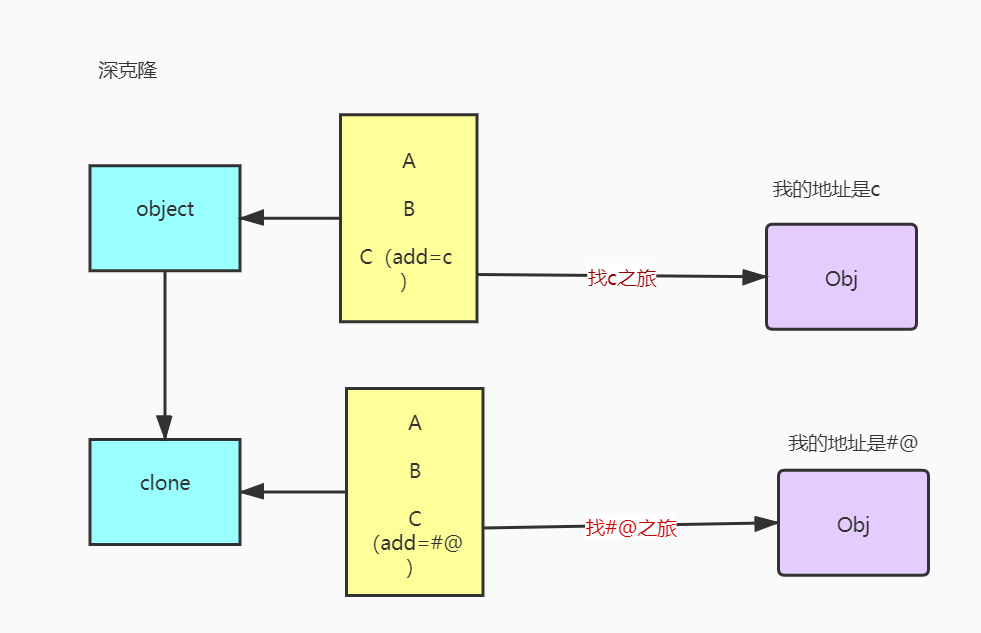 深克隆
A
我的地址是c
object
B
C（add=c
）
找c之旅
Obj
A
我的地址是#@
B
clone
C
(add=#@
）
找#@之旅
Obj